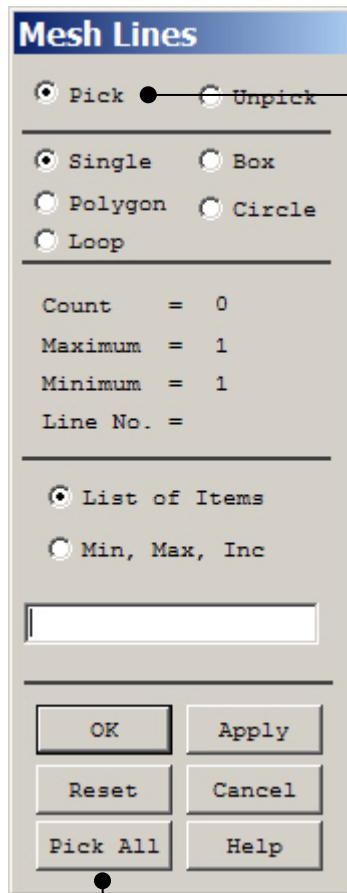 Mesh Lines
Pick Unpick
Single Box
Polygon Circle
Loop
Count = 0
Maximum = 1
Minimum = 1
Line No. =
List of Items
Min, Max, Inc
OK Apply
Reset Cancel
Pick All Help